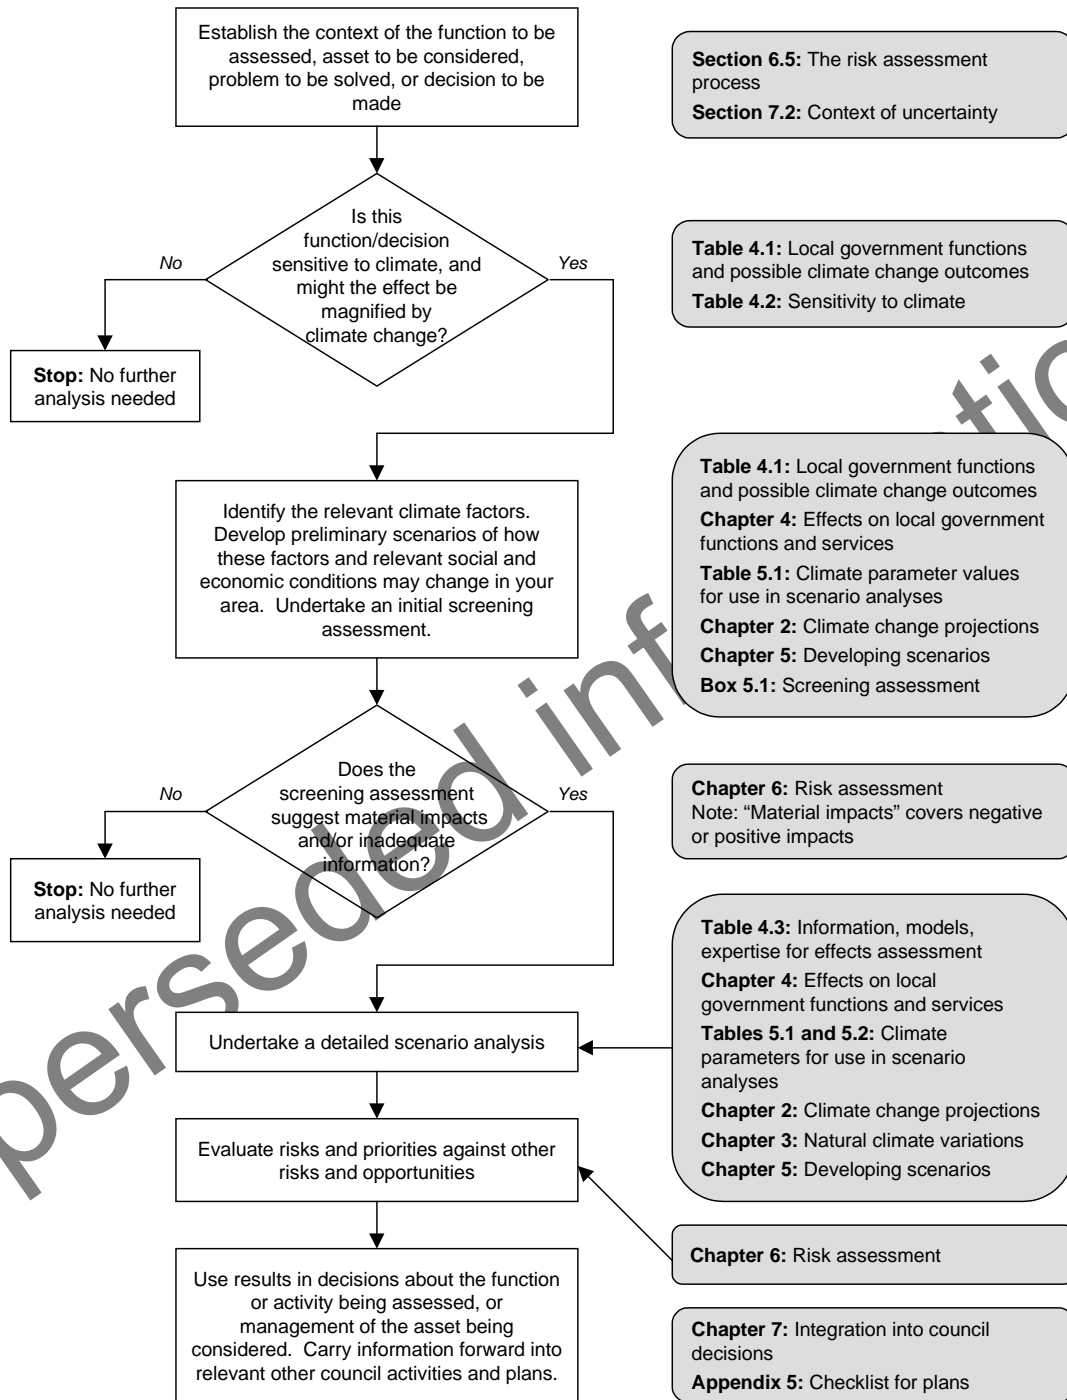 Establish the context of the function to be
assessed, asset to be considered,
problem to be solved, or decision to be
made
Section 6.5: The risk assessment
process
Section 7.2: Context of uncertainty
Is this
function/decision
sensitive to climate, and
might the effect be
magnified by
climate change?
No
Yes
Table 4.1: Local government functions
and possible climate change outcomes
Table 4.2: Sensitivity to climate
Stop: No further
analysis needed
Identify the relevant climate factors.
Develop preliminary scenarios of how
these factors and relevant social and
economic conditions may change in your
area.  Undertake an initial screening
assessment.
Table 4.1: Local government functions
and possible climate change outcomes
Chapter 4: Effects on local government
functions and services
Table 5.1: Climate parameter values
for use in scenario analyses
Chapter 2: Climate change projections
Chapter 5: Developing scenarios
Box 5.1: Screening assessment
Does the
screening assessment
suggest material impacts
and/or inadequate
information?
No
Yes
Chapter 6: Risk assessment
Note: “Material impacts” covers negative
or positive impacts
Stop: No further
analysis needed
Table 4.3: Information, models,
expertise for effects assessment
Chapter 4: Effects on local
government functions and services
Tables 5.1 and 5.2: Climate
parameters for use in scenario
analyses
Chapter 2: Climate change projections
Chapter 3: Natural climate variations
Chapter 5: Developing scenarios
Undertake a detailed scenario analysis
Evaluate risks and priorities against other
risks and opportunities
Chapter 6: Risk assessment
Use results in decisions about the function
or activity being assessed, or
management of the asset being
considered.  Carry information forward into
relevant other council activities and plans.
Chapter 7: Integration into council
decisions
Appendix 5: Checklist for plans